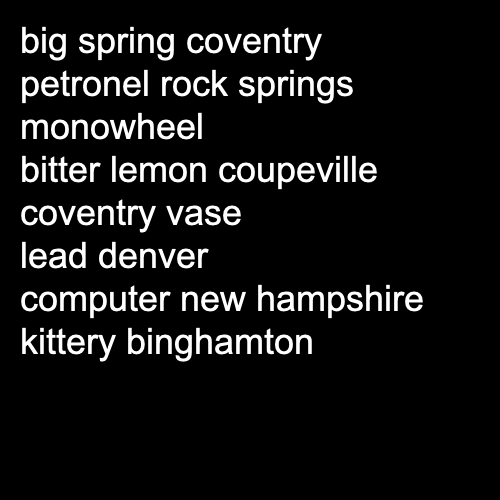 big spring coventry
petronel rock springs
monowheel
bitter lemon coupeville
coventry vase
lead denver
computer new hampshire
kittery binghamton